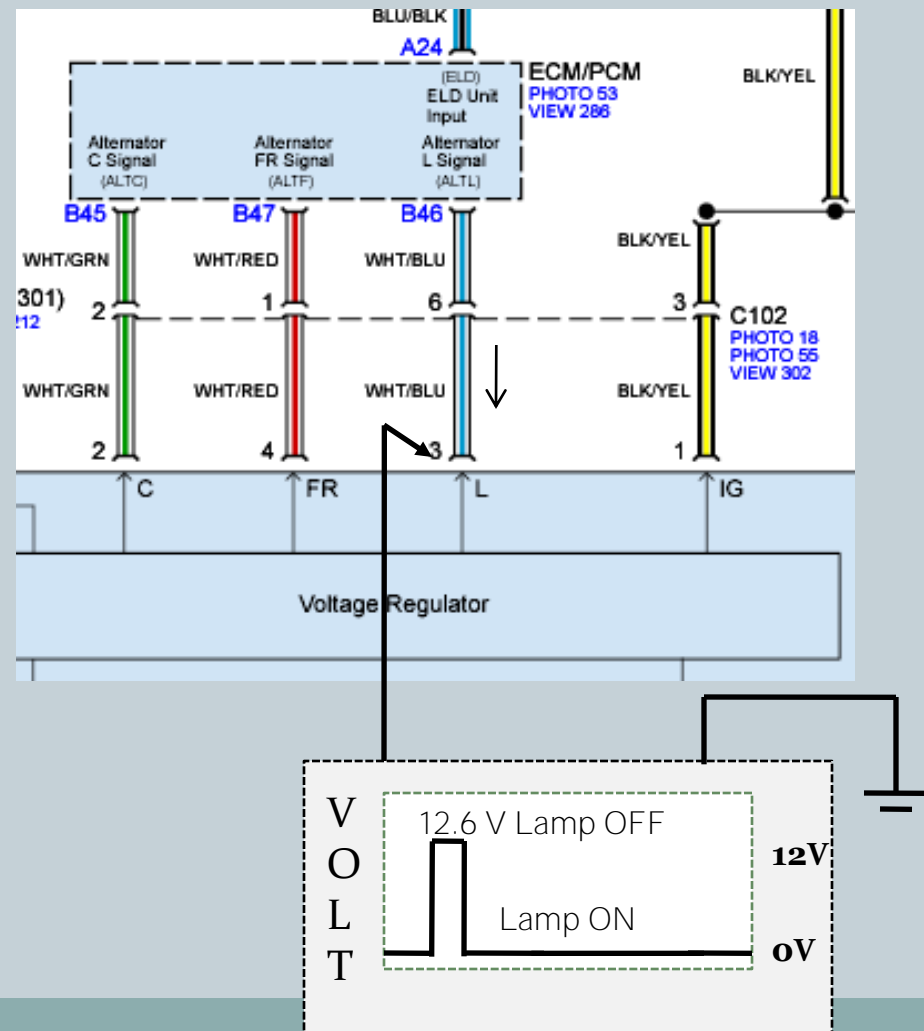 BLU/BLK
A24
(ELD)
ELD Unit
Input
ECM/PCM
PHOTO 53
VIEW 286
BLK/YEL
Alternator
C Signal
(ALTC)
Alternator
FR Signal
(ALTF)
Alternator
L Signal
(ALTL)
B45
B47
B46
WHT/GRN
WHT/RED
WHT/BLU
BLK/YEL
301)
212
2
1
6
3
C102
PHOTO 18
PHOTO 55
VIEW 302
WHT/GRN
WHT/RED
WHT/BLU
BLK/YEL
2
4
3
1
C
FR
L
IG
Voltage Regulator
VOLT
12.6 V Lamp OFF
12V
Lamp ON
0V